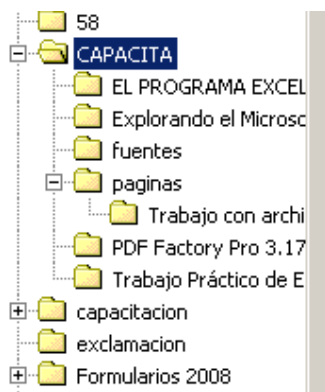 58
CAPACITA
EL PROGRAMA EXCEL
Explorando el Microsc
fuentes
paginas
Trabajo con archi
PDF Factory Pro 3.17
Trabajo Práctico de E
capacitacion
exclamacion
Formularios 2008